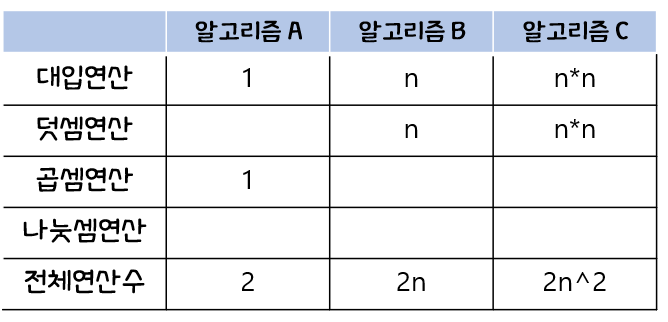 알고리즘 A 알고리즘 B 알고리즘 C
대입연산 1 n n*n
덧셈연산 n n*n
곱셈연산 1
나눗셈연산
전체연산수 2 2n 2n^2